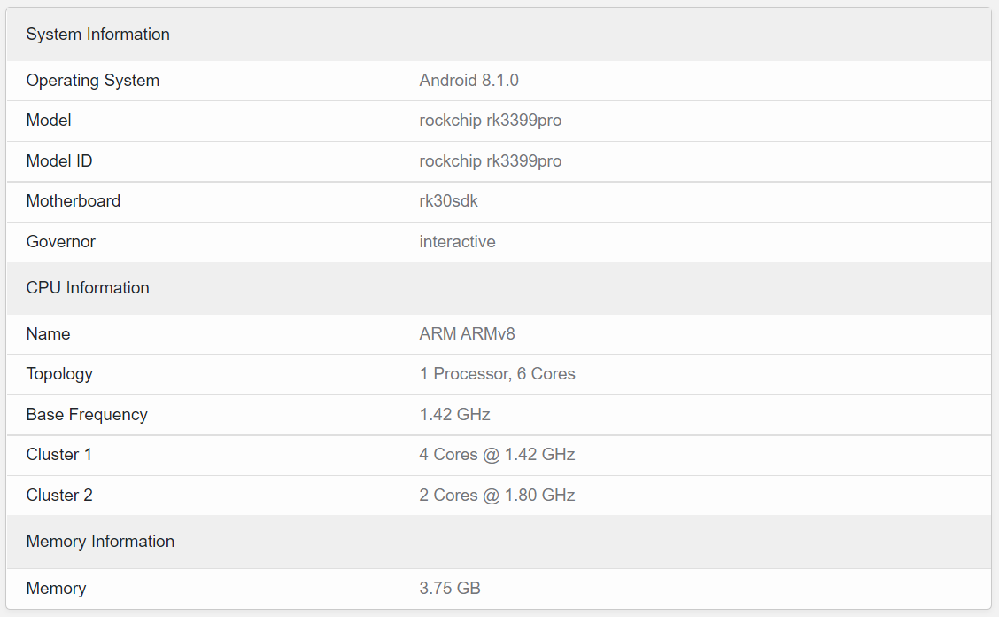 System Information
Operating System Android 8.1.0
Model rockchip rk3399pro
Model ID rockchip rk3399pro
Motherboard rk30sdk
Governor interactive
CPU Information
Name ARM ARMv8
Topology 1 Processor, 6 Cores
Base Frequency 1.42 GHz
Cluster 1 4 Cores @ 1.42 GHz
Cluster 2 2 Cores @ 1.80 GHz
Memory Information
Memory 3.75 GB